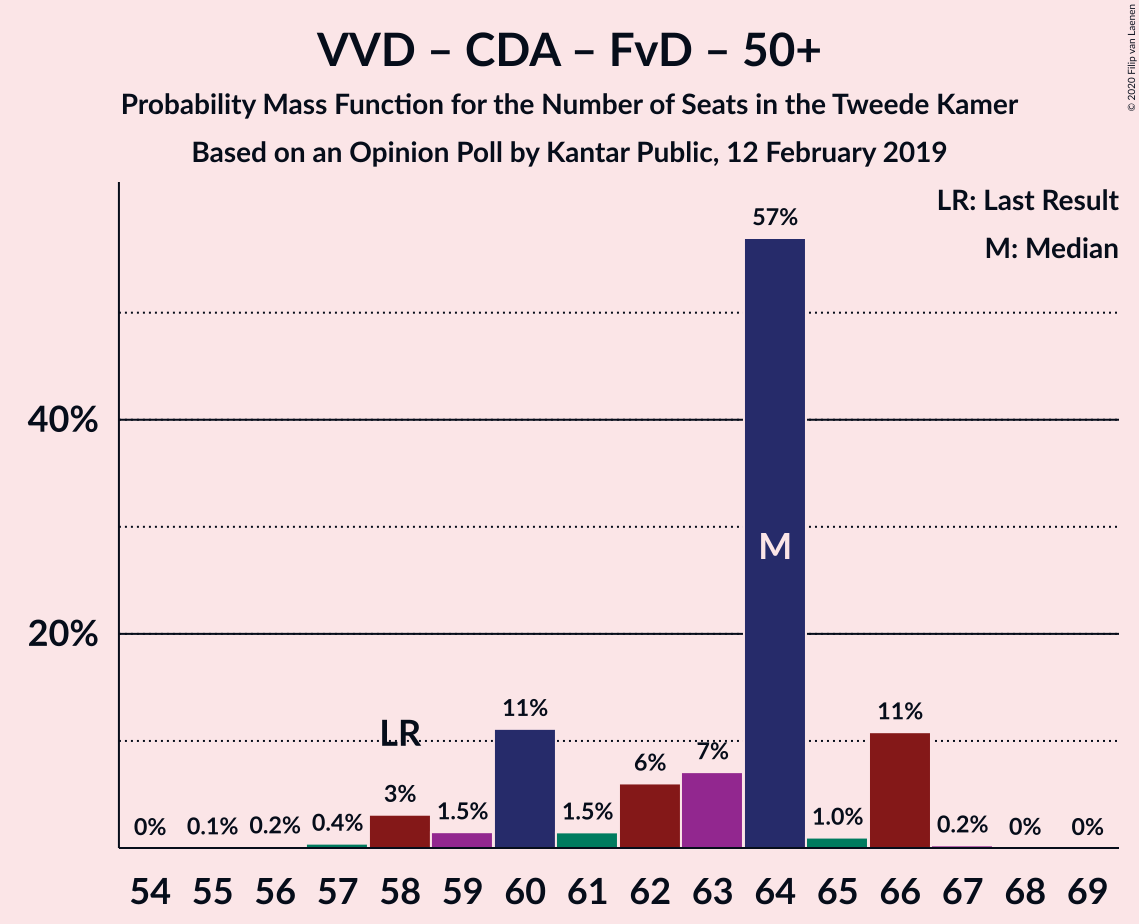 VVD – CDA – FvD – 50+
Probability Mass Function for the Number of Seats in the Tweede Kamer
Based on an Opinion Poll by Kantar Public, 12 February 2019
© 2020 Filip van Laenen
LR: Last Result
M: Median
40%
20%
0%
0.1%
0.2%
0.4%
3%
LR
1.5%
11%
1.5%
6%
7%
57%
M
1.0%
11%
0.2%
0%
0%
54 55 56 57 58 59 60 61 62 63 64 65 66 67 68 69